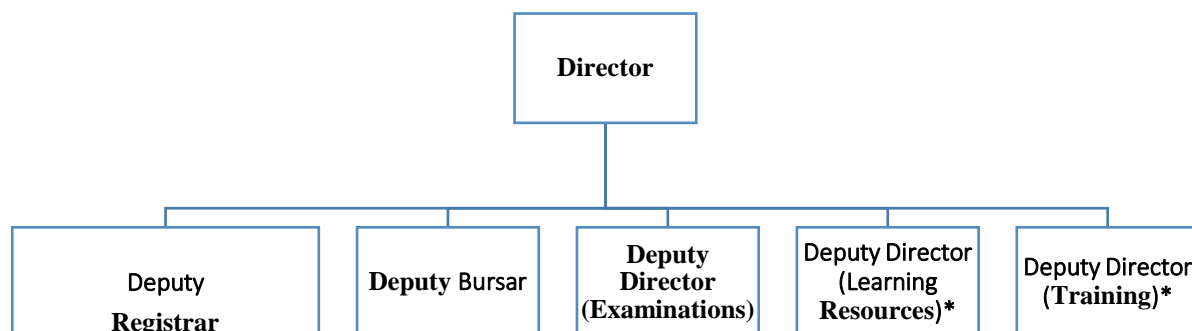 Director
Deputy
Registrar
Deputy Bursar
Deputy
Director
(Examinations)
Deputy Director
(Learning
Resources)*
Deputy Director
(Training)*